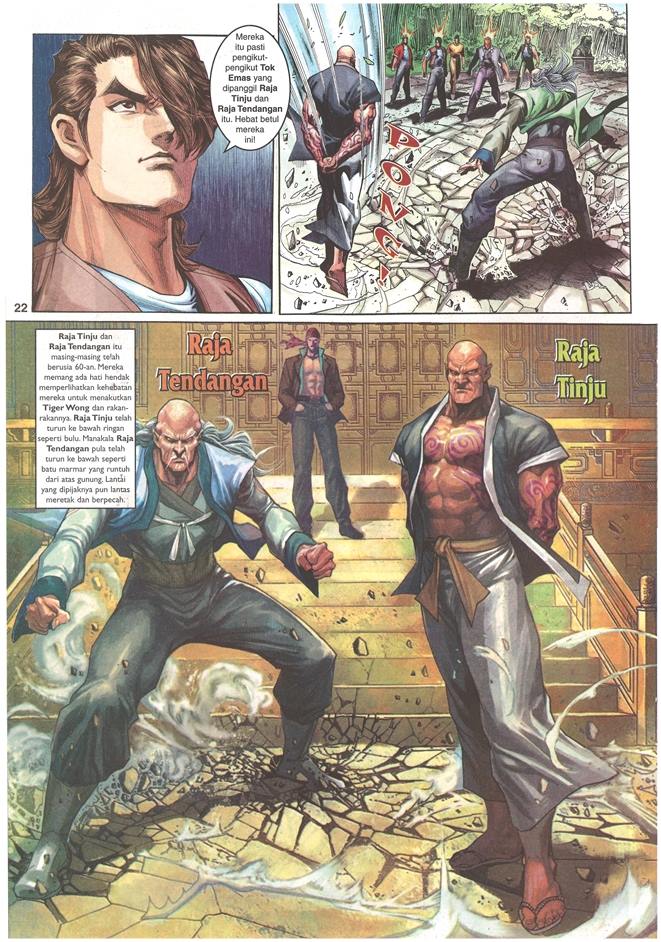 Mereka
itu pasti
pengikut-
pengikut Tok
Emas yang
dipanggil Raja
Tinju dan
Raja Tendangan
itu. Hebat betul
mereka
ini!
PONG!
22
Raja Tinju dan
Raja Tendangan itu
masing-masing telah
berusia 60-an. Mereka
memang ada hati hendak
memperlihatkan kehebatan
mereka untuk menakutkan
Tiger Wong dan rakan-
rakannya. Raja Tinju telah
turun ke bawah ringan
seperti bulu. Manakala Raja
Tendangan pula telah
turun ke bawah seperti
batu marmar yang runtuh
dari atas gunung. Lantai
yang dipijaknya pun lantas
meretak dan berpecah.
Raja
Tendangan
Raja
Tinju